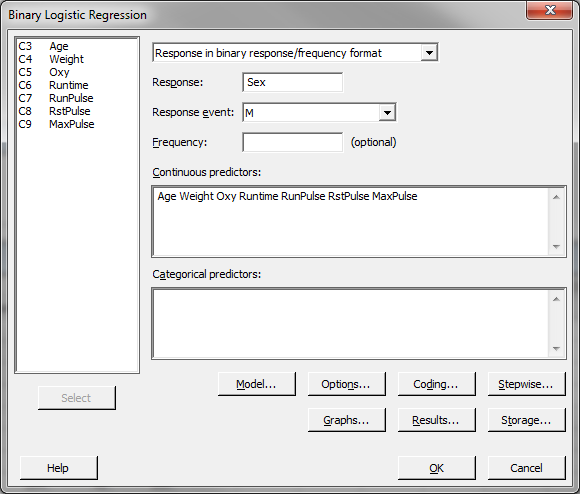 Binary Logistic Regression
C3 Age
C4 Weight
C5 Oxy
C6 Runtime
C7 RunPulse
C8 RstPulse
C9 MaxPulse
Response in binary response/frequency format
Response: Sex
Response event: M
Frequency: (optional)
Continuous predictors:
Age Weight Oxy Runtime RunPulse RstPulse MaxPulse
Categorical predictors:
Model... Options... Coding... Stepwise...
Select
Graphs... Results... Storage...
Help OK Cancel